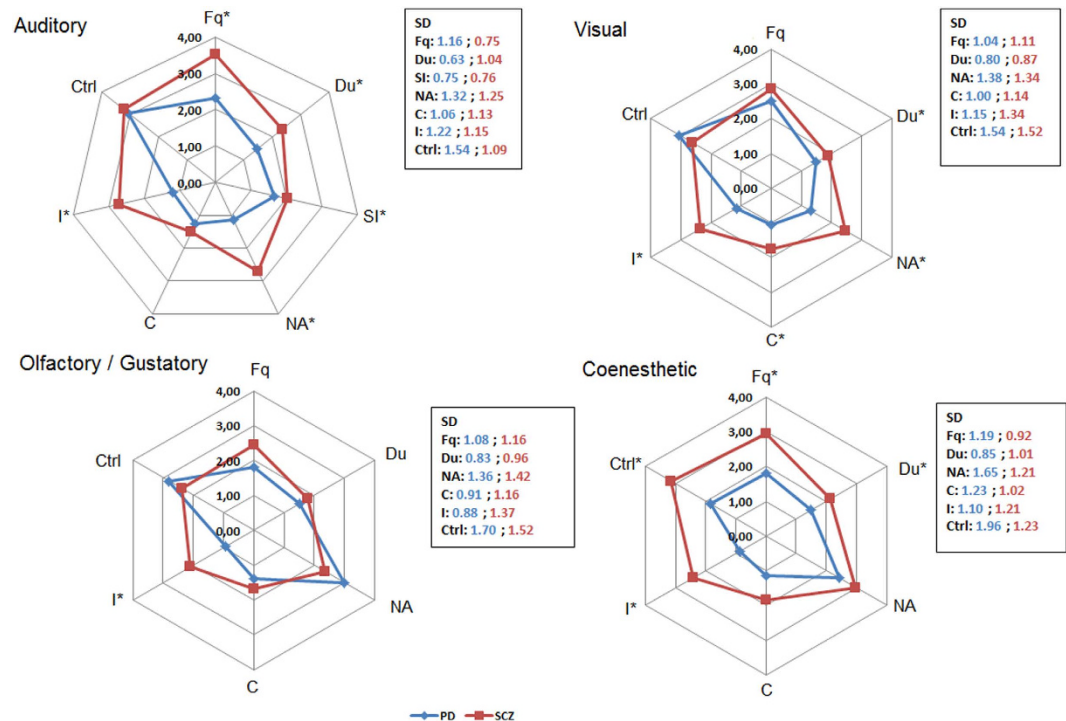 Auditory
Fq*
4,00
3,00
2,00
1,00
0,00
Du*
SI*
NA*
C
I*
Ctrl
SD
Fq: 1.16 ; 0.75
Du: 0.63 ; 1.04
SI: 0.75 ; 0.76
NA: 1.32 ; 1.25
C: 1.06 ; 1.13
I: 1.22 ; 1.15
Ctrl: 1.54 ; 1.09
Visual
Fq
4,00
3,00
2,00
1,00
0,00
Du*
NA*
C*
I*
Ctrl
SD
Fq: 1.04 ; 1.11
Du: 0.80 ; 0.87
NA: 1.38 ; 1.34
C: 1.00 ; 1.14
I: 1.15 ; 1.34
Ctrl: 1.54 ; 1.52
Olfactory / Gustatory
Fq
4,00
3,00
2,00
1,00
0,00
Du
NA
C
I*
Ctrl
SD
Fq: 1.08 ; 1.16
Du: 0.83 ; 0.96
NA: 1.36 ; 1.42
C: 0.91 ; 1.16
I: 0.88 ; 1.37
Ctrl: 1.70 ; 1.52
Coenesthetic
Fq*
4,00
3,00
2,00
1,00
0,00
Du*
NA
C
I*
Ctrl*
SD
Fq: 1.19 ; 0.92
Du: 0.85 ; 1.01
NA: 1.65 ; 1.21
C: 1.23 ; 1.02
I: 1.10 ; 1.21
Ctrl: 1.96 ; 1.23
PD SCZ